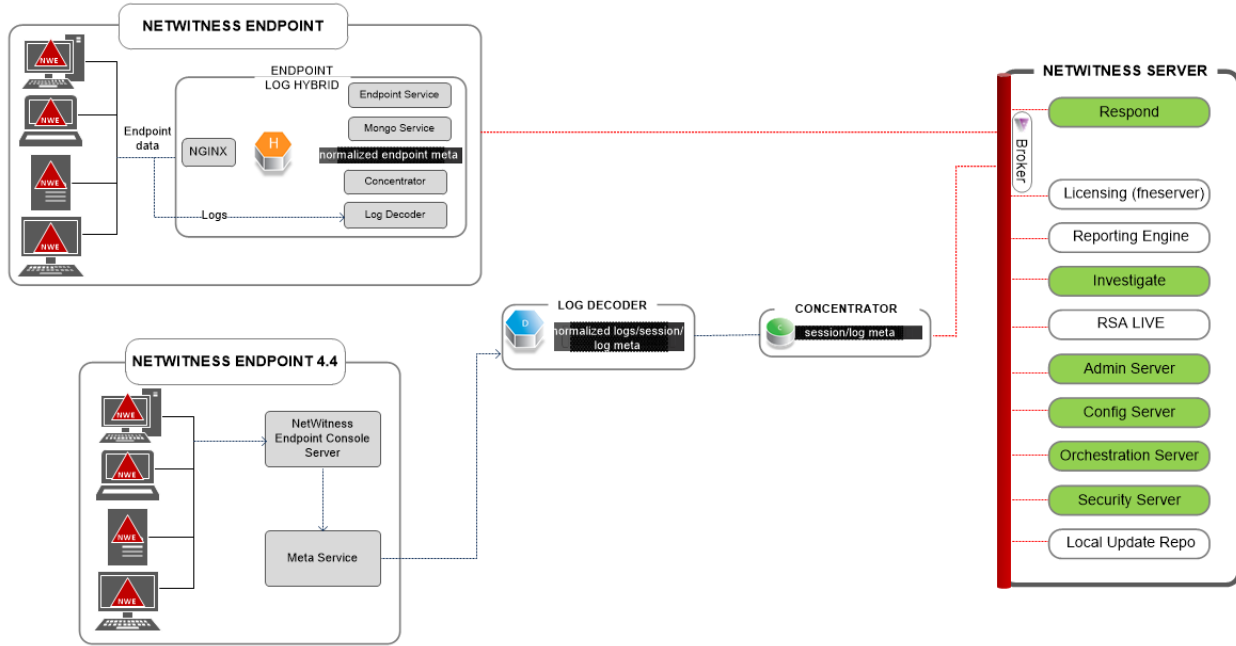 NETWITNESS ENDPOINT
NWE
NWE
NWE
NWE
Endpoint
data
ENDPOINT
LOG HYBRID
NGINX
H
Endpoint Service
Mongo Service
normalized endpoint meta
Concentrator
Log Decoder
Logs
NETWITNESS ENDPOINT 4.4
NWE
NWE
NWE
NWE
NetWitness
Endpoint Console
Server
Meta Service
LOG DECODER
D
normalized logs/session/
log meta
CONCENTRATOR
C
session/log meta
NETWITNESS SERVER
Broker
Respond
Licensing (fneserver)
Reporting Engine
Investigate
RSA LIVE
Admin Server
Config Server
Orchestration Server
Security Server
Local Update Repo